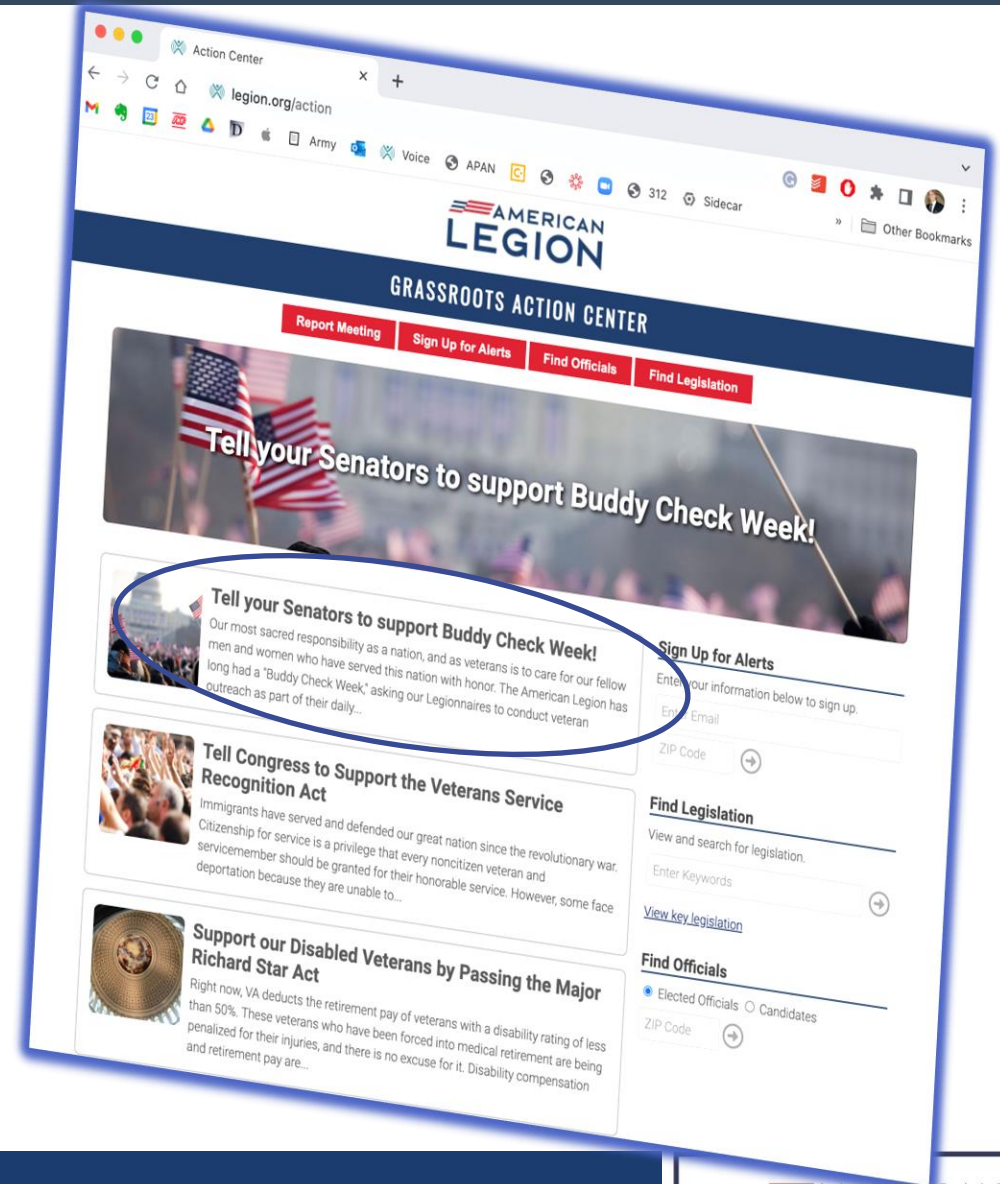 Action Center
legion.org/action
Army
Voice
APAN
312
Sidecar
Other Bookmarks
AMERICAN
LEGION
GRASSROOTS ACTION CENTER
Report Meeting
Sign Up for Alerts
Find Officials
Find Legislation
Tell your Senators to support Buddy Check Week!
Tell your Senators to support Buddy Check Week!
Our most sacred responsibility as a nation, and as veterans is to care for our fellow
men and women who have served this nation with honor. The American Legion has
long had a "Buddy Check Week," asking our Legionnaires to conduct veteran
outreach as part of their daily...
Tell Congress to Support the Veterans Service
Recognition Act
Immigrants have served and defended our great nation since the revolutionary war.
Citizenship for service is a privilege that every noncitizen veteran and
servicemember should be granted for their honorable service. However, some face
deportation because they are unable to...
Support our Disabled Veterans by Passing the Major
Richard Star Act
Right now, VA deducts the retirement pay of veterans with a disability rating of less
than 50%. These veterans who have been forced into medical retirement are being
penalized for their injuries, and there is no excuse for it. Disability compensation
and retirement pay are...
Sign Up for Alerts
Enter your information below to sign up.
Enter Email
ZIP Code
Find Legislation
View and search for legislation.
Enter Keywords
View key legislation
Find Officials
Elected Officials
Candidates
ZIP Code